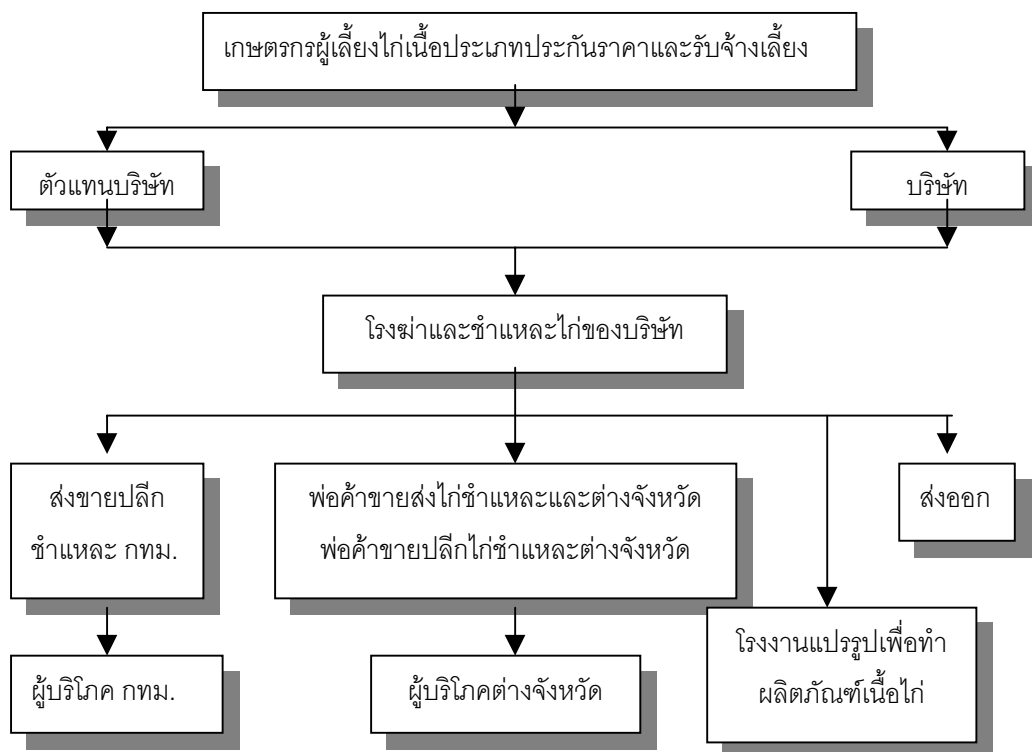 เกษตรกรผู้เลี้ยงไก่เนื้อประเภทประกันราคาและรับจ้างเลี้ยง
ตัวแทนบริษัท
บริษัท
โรงฆ่าและชำแหละไก่ของบริษัท
ส่งขายปลีก
ชำแหละ กทม.
พ่อค้าขายส่งไก่ชำแหละและต่างจังหวัด
พ่อค้าขายปลีกไก่ชำแหละต่างจังหวัด
ส่งออก
โรงงานแปรรูปเพื่อทำ
ผลิตภัณฑ์เนื้อไก่
ผู้บริโภค กทม.
ผู้บริโภคต่างจังหวัด